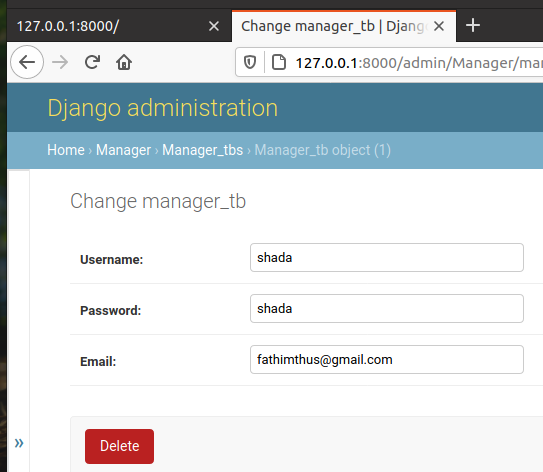 127.0.0.1:8000/
Change manager_tb | Djang
127.0.0.1:8000/admin/Manager/ma
Django administration
Home › Manager › Manager_tbs › Manager_tb object (1)
Change manager_tb
Username: shada
Password: shada
Email: fathimthus@gmail.com
»
Delete